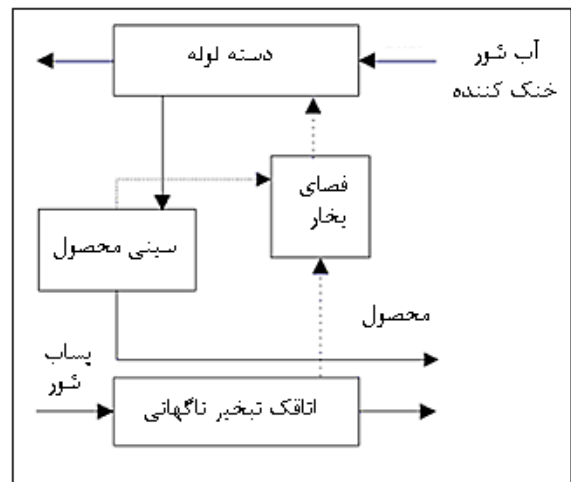 دسته لوله
آب شور
خنک کننده
فضای
بخار
سینی محصول
محصول
پساب
شور
اتاقک تبخیر ناگهانی